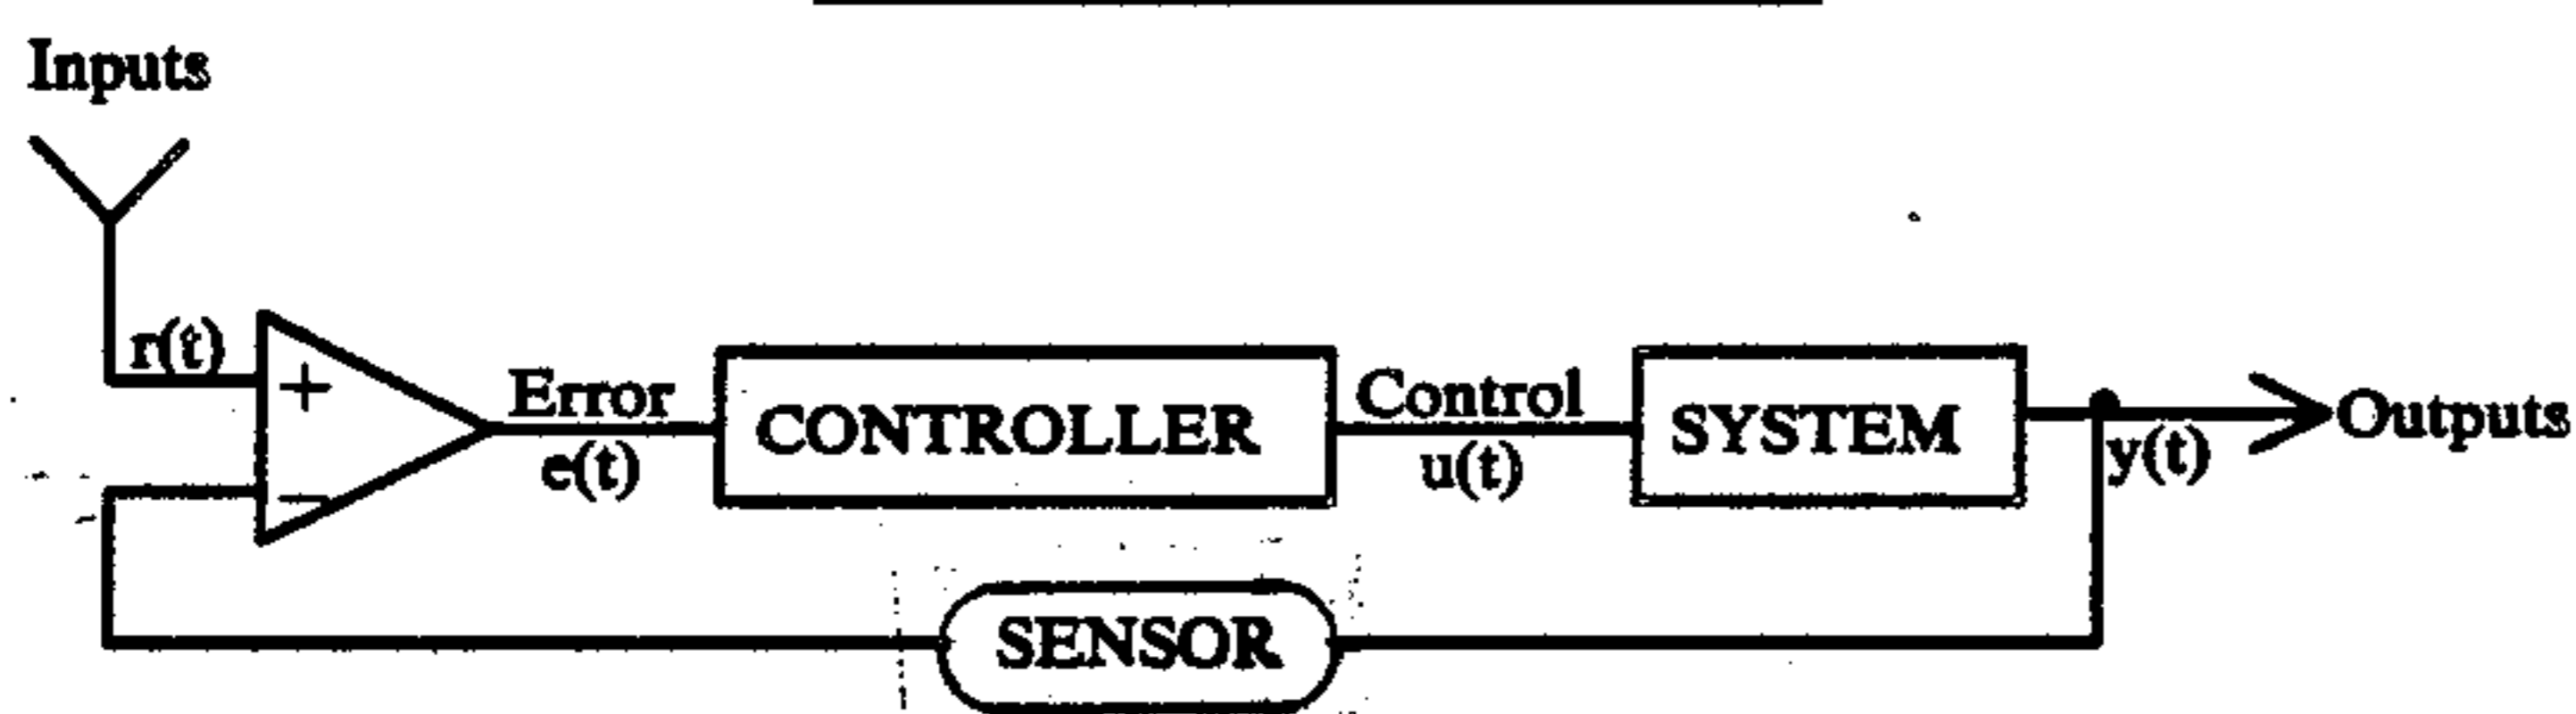 Inputs
r(t)
+
−
Error
e(t)
CONTROLLER
Control
u(t)
SYSTEM
y(t)
Outputs
SENSOR